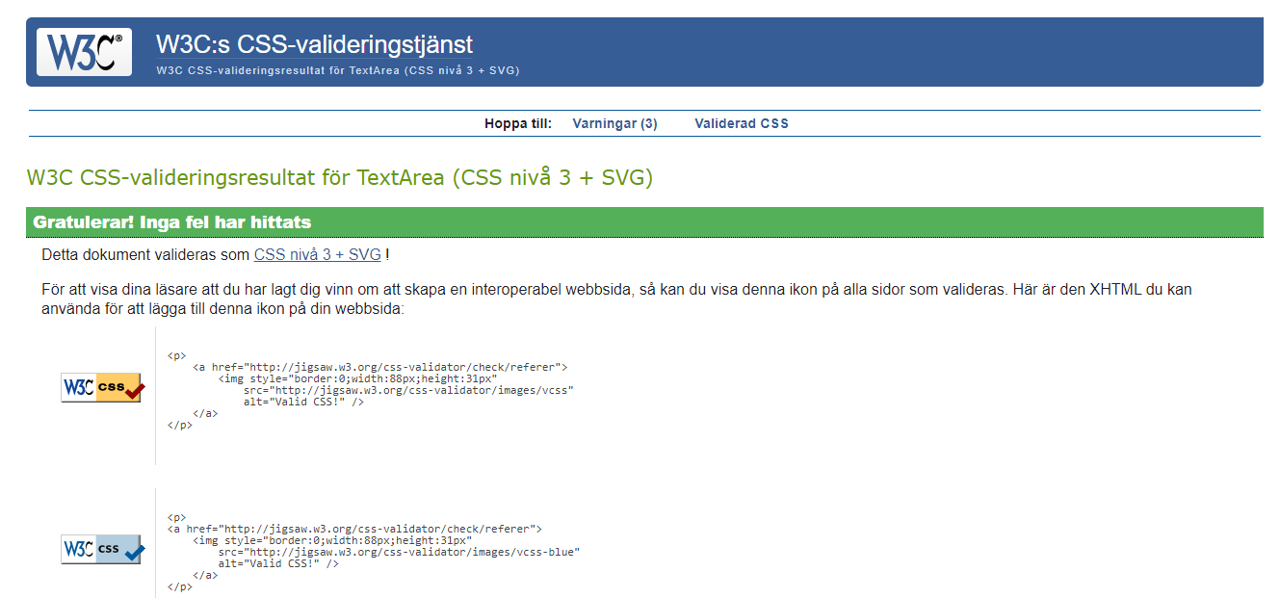 W3C®
W3C:s CSS-valideringstjänst
W3C CSS-valideringsresultat för TextArea (CSS nivå 3 + SVG)
Hoppa till: Varningar (3) Validerad CSS
W3C CSS-valideringsresultat för TextArea (CSS nivå 3 + SVG)
Gratulerar! Inga fel har hittats
Detta dokument valideras som CSS nivå 3 + SVG !
För att visa dina läsare att du har lagt dig vinn om att skapa en interoperabel webbsida, så kan du visa denna ikon på alla sidor som valideras. Här är den XHTML du kan
använda för att lägga till denna ikon på din webbsida:
W3C css
<p>
<a href="http://jigsaw.w3.org/css-validator/check/referer">
<img style="border:0;width:88px;height:31px"
src="http://jigsaw.w3.org/css-validator/images/vcss"
alt="Valid CSS!" />
</a>
</p>
W3C css
<p>
<a href="http://jigsaw.w3.org/css-validator/check/referer">
<img style="border:0;width:88px;height:31px"
src="http://jigsaw.w3.org/css-validator/images/vcss-blue"
alt="Valid CSS!" />
</a>
</p>